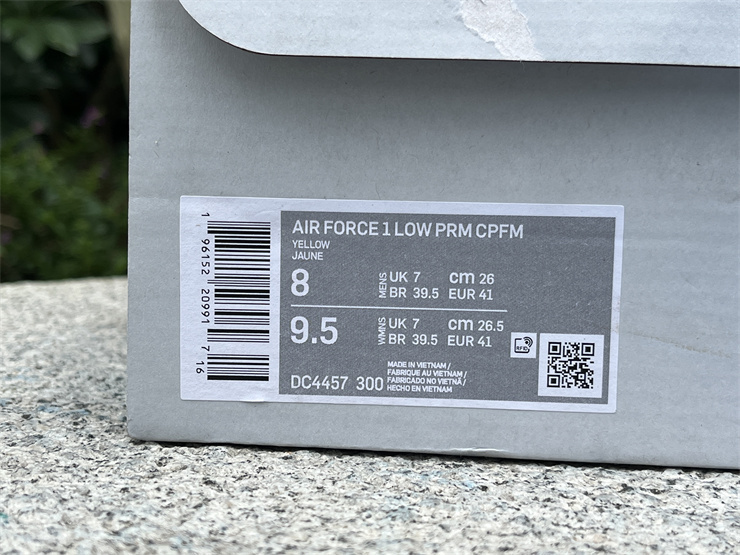 1 96152 20991 7 16
AIR FORCE 1 LOW PRM CPFM
YELLOW
JAUNE
8 MENS UK 7 cm 26
BR 39.5 EUR 41
9.5 WMNS UK 7 cm 26.5
BR 39.5 EUR 41
RFID
DC4457 300
MADE IN VIETNAM /
FABRIQUE AU VIETNAM /
FABRICADO NO VIETNÃ /
HECHO EN VIETNAM